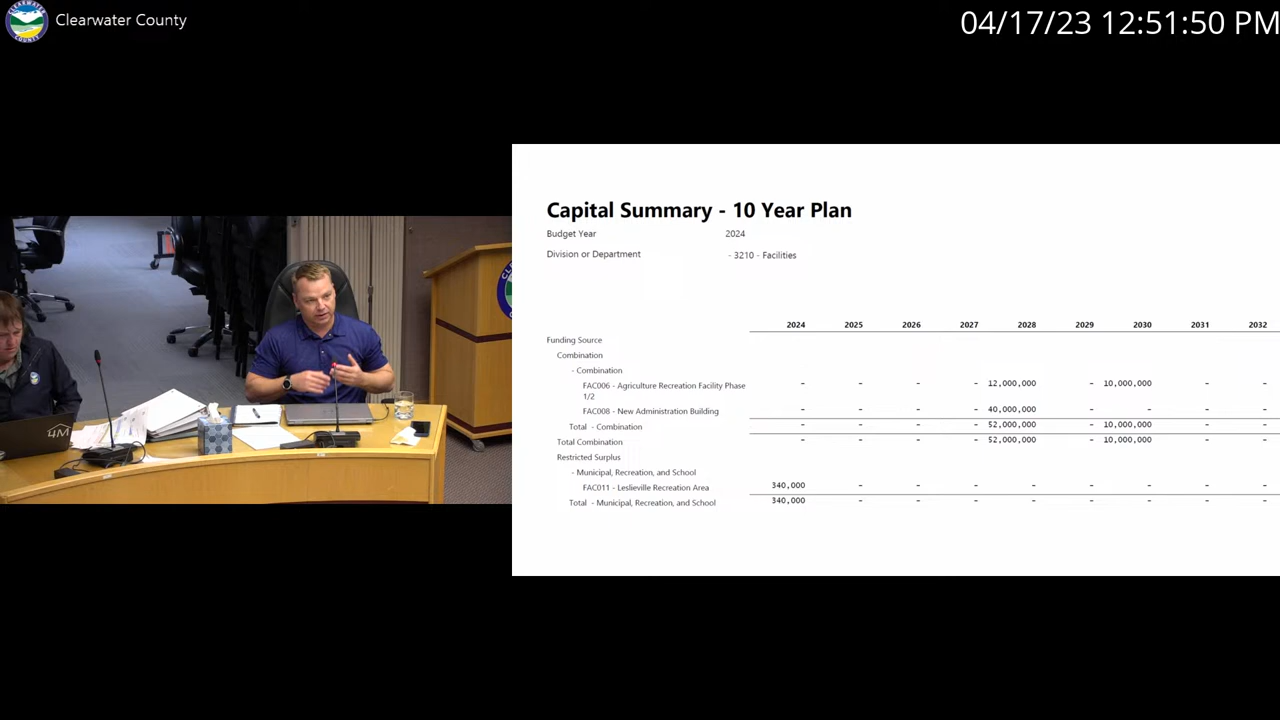 Clearwater County
04/17/23 12:51:50 PM
Capital Summary - 10 Year Plan
Budget Year 2024
Division or Department - 3210 - Facilities
2024 2025 2026 2027 2028 2029 2030 2031 2032
Funding Source
Combination
- Combination
FAC006 - Agriculture Recreation Facility Phase - - - - 12,000,000 - 10,000,000 - -
1/2
FAC008 - New Administration Building - - - - 40,000,000 - - - -
Total - Combination - - - - 52,000,000 - 10,000,000 - -
Total Combination - - - - 52,000,000 - 10,000,000 - -
Restricted Surplus
- Municipal, Recreation, and School
FAC011 - Leslieville Recreation Area 340,000 - - - - - - - -
Total - Municipal, Recreation, and School 340,000 - - - - - - - -